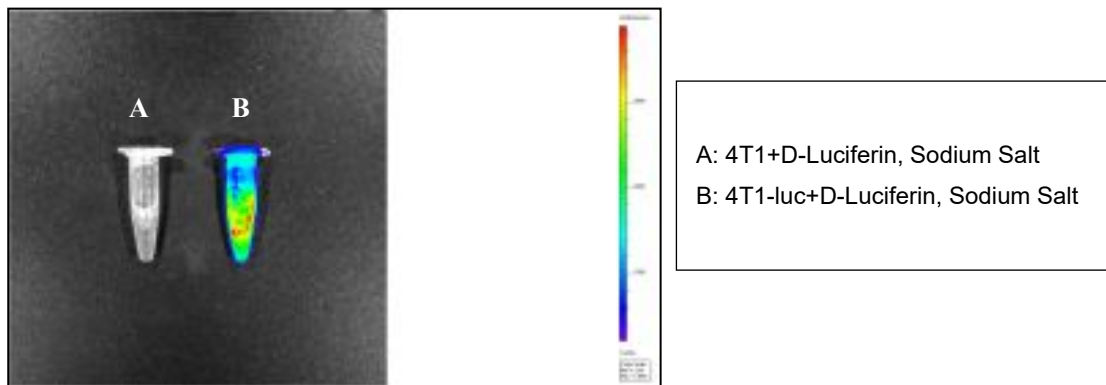 A
B
A: 4T1+D-Luciferin, Sodium Salt
B: 4T1-luc+D-Luciferin, Sodium Salt